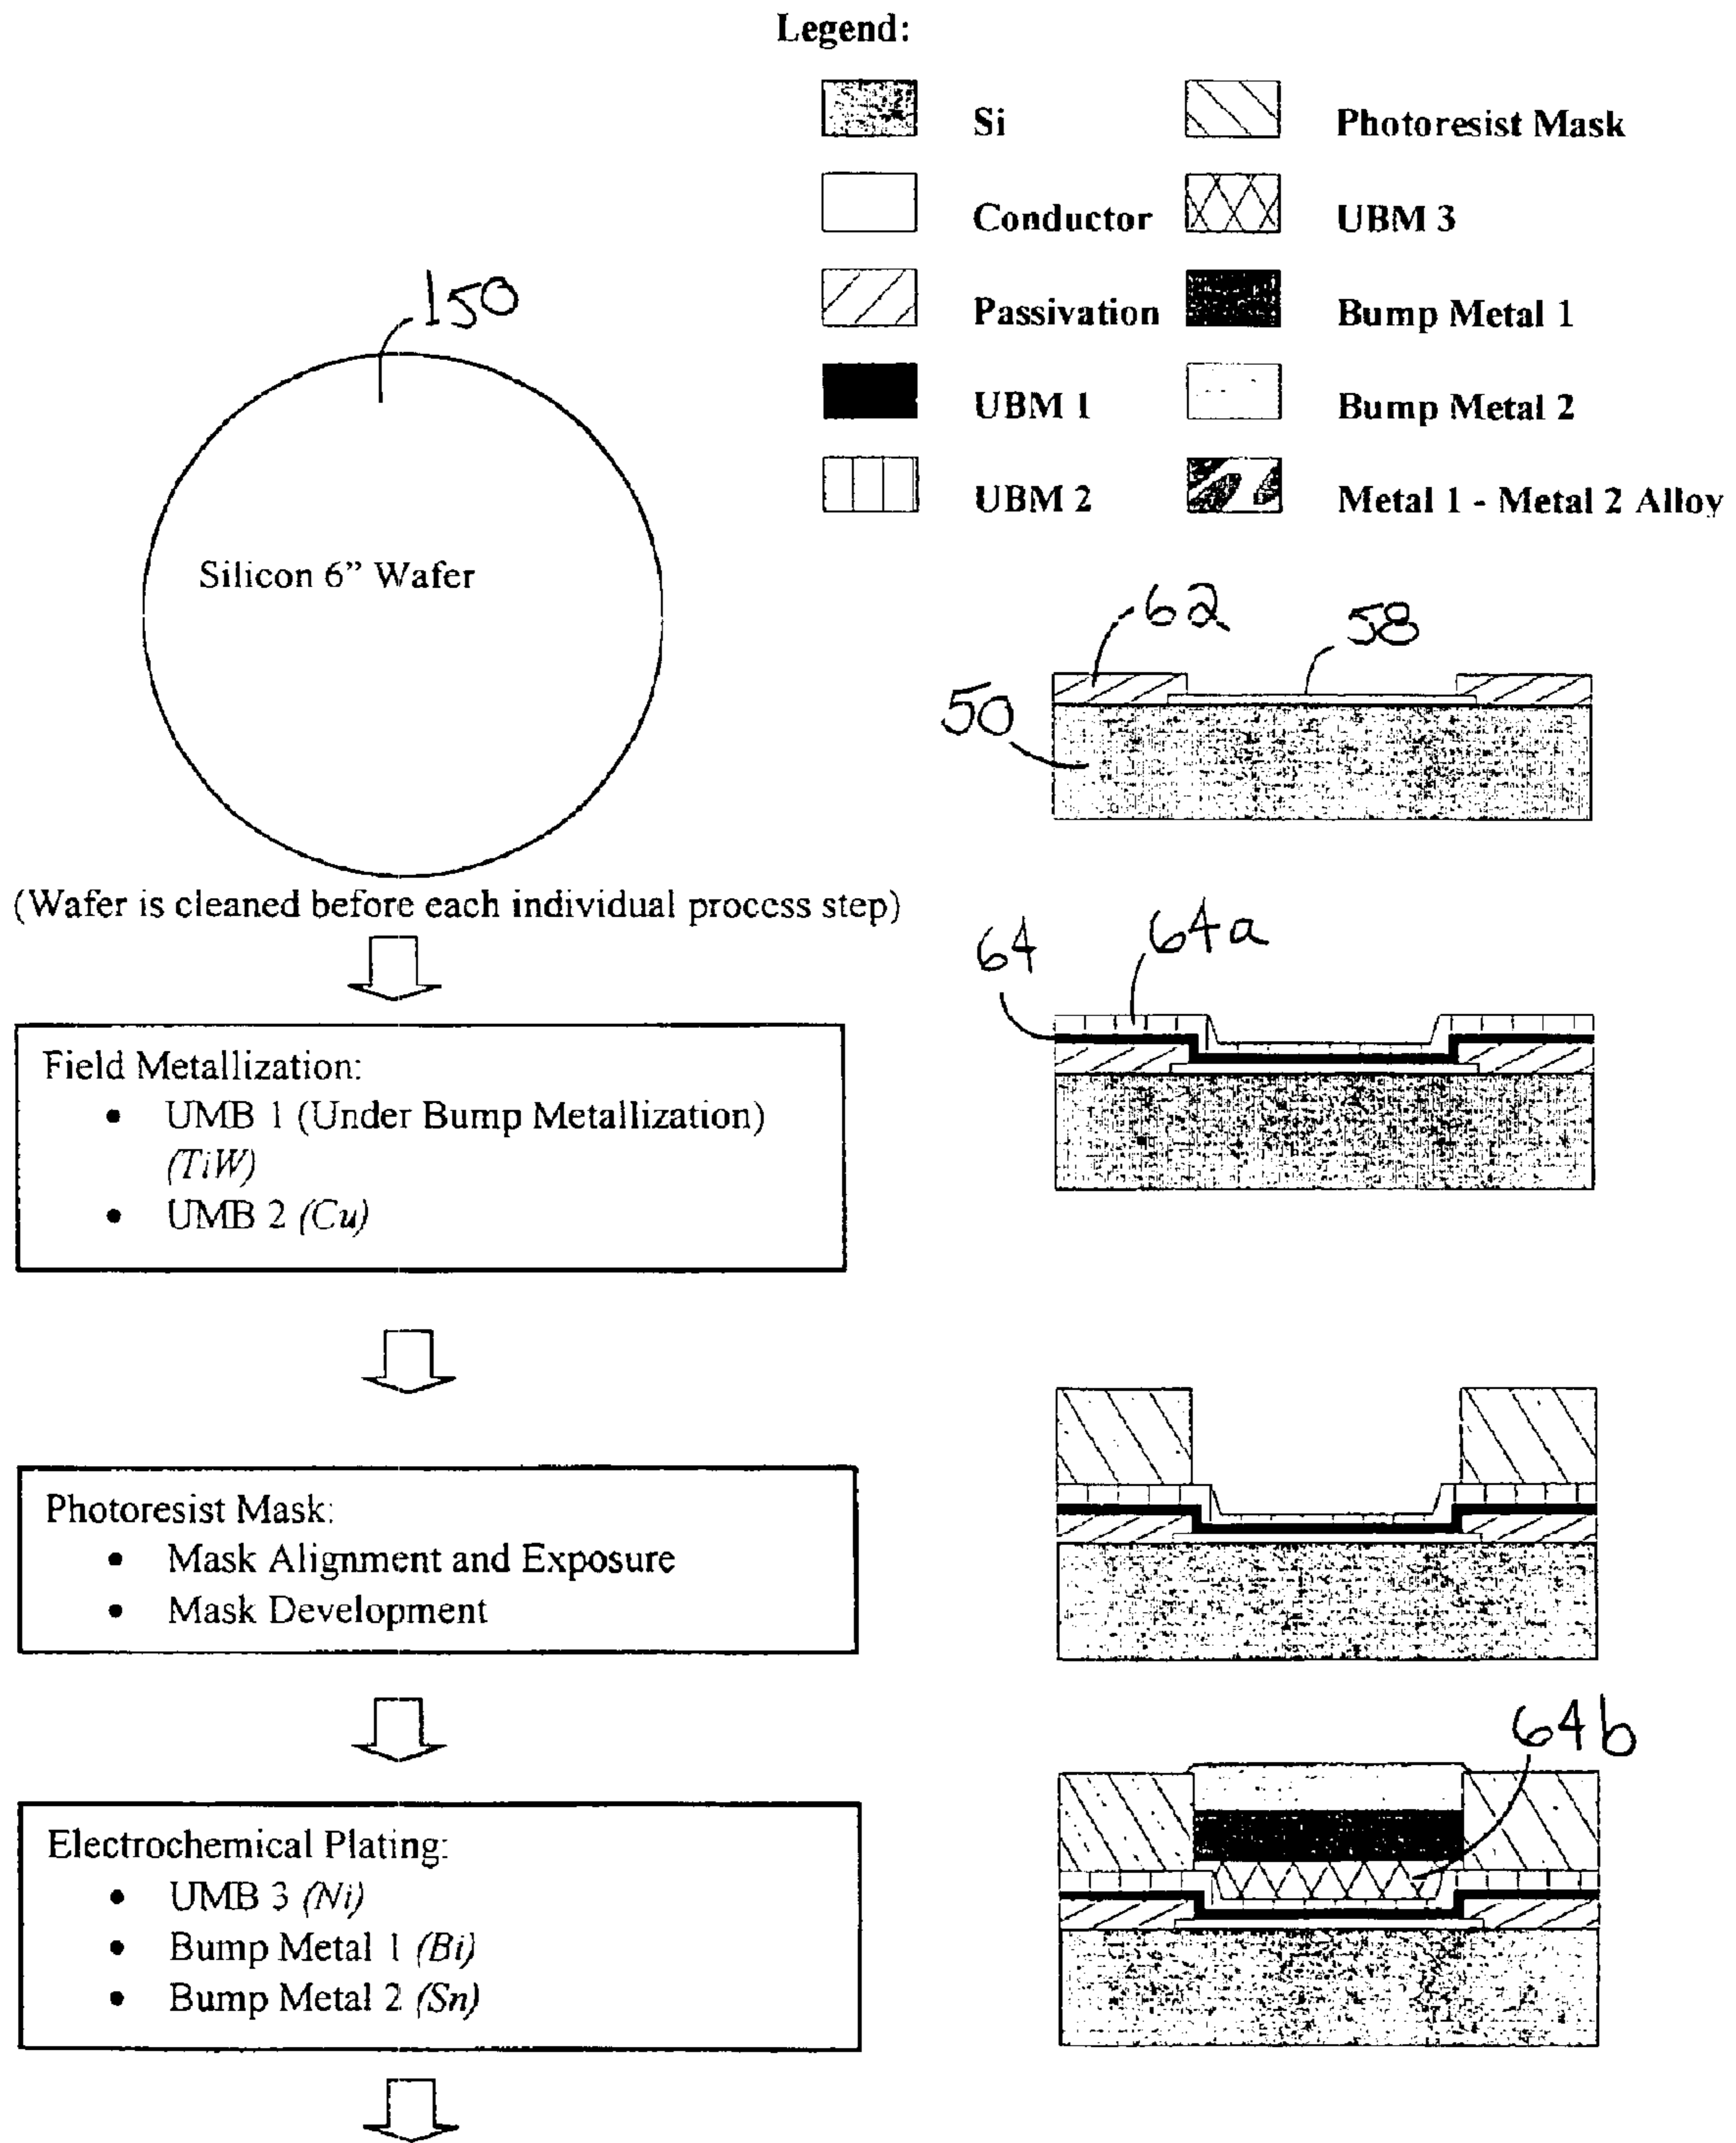 Legend:
Si
Photoresist Mask
Conductor
UBM 3
Passivation
Bump Metal 1
UBM 1
Bump Metal 2
UBM 2
Metal 1 - Metal 2 Alloy
150
Silicon 6” Wafer
62
58
50
(Wafer is cleaned before each individual process step)
64
64a
Field Metallization:
• UMB 1 (Under Bump Metallization)
(TiW)
• UMB 2 (Cu)
Photoresist Mask:
• Mask Alignment and Exposure
• Mask Development
64b
Electrochemical Plating:
• UMB 3 (Ni)
• Bump Metal 1 (Bi)
• Bump Metal 2 (Sn)